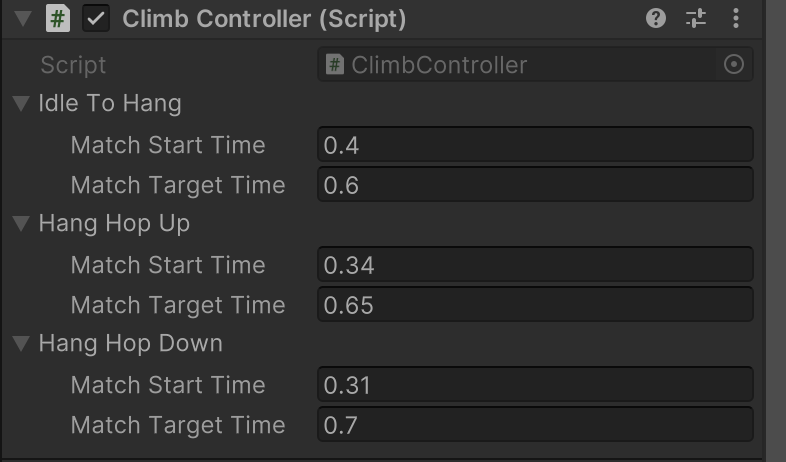 Climb Controller (Script)
Script ClimbController
Idle To Hang
Match Start Time 0.4
Match Target Time 0.6
Hang Hop Up
Match Start Time 0.34
Match Target Time 0.65
Hang Hop Down
Match Start Time 0.31
Match Target Time 0.7